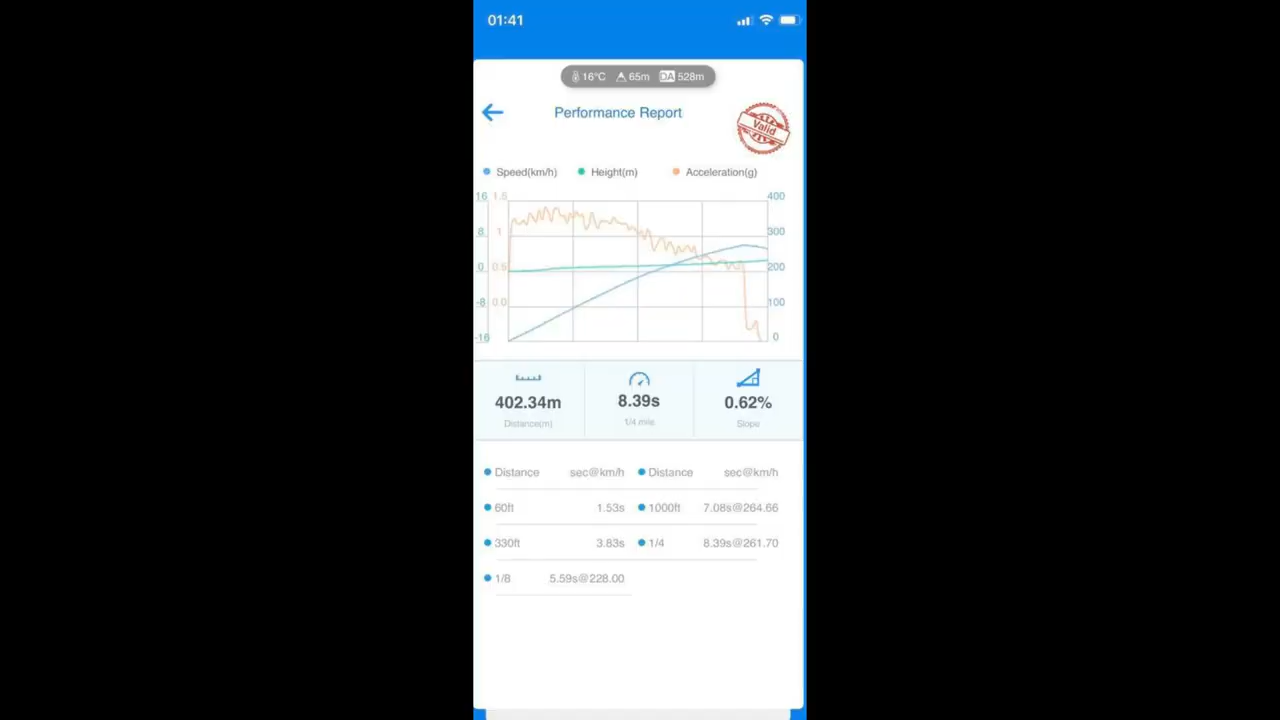 01:41
16°C 65m DA 528m
Performance Report
Valid
Speed(km/h) Height(m) Acceleration(g)
16 1.5 400
8 1 300
0 0.5 200
-8 0.0 100
-16 0
402.34m 8.39s 0.62%
Distance(m) 1/4 mile Slope
Distance sec@km/h Distance sec@km/h
60ft 1.53s 1000ft 7.08s@264.66
330ft 3.83s 1/4 8.39s@261.70
1/8 5.59s@228.00